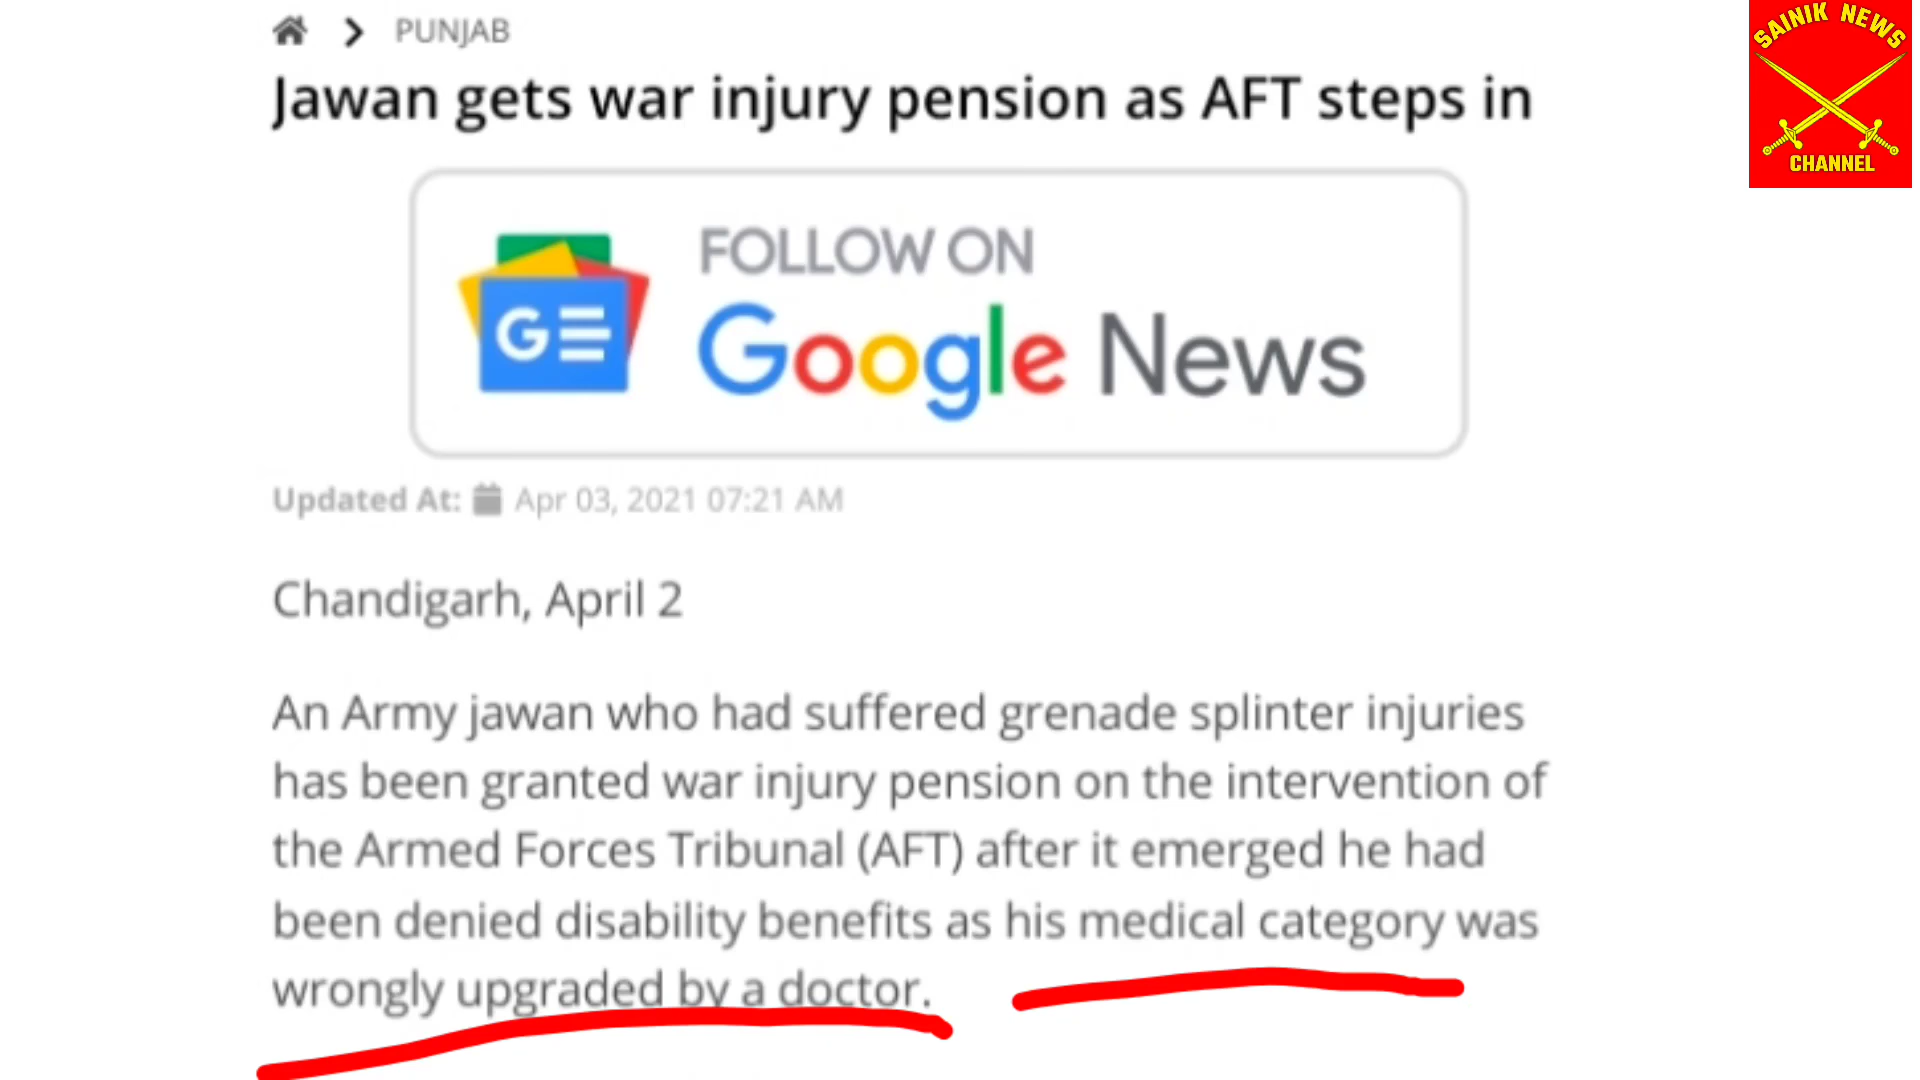 PUNJAB
Jawan gets war injury pension as AFT steps in
SAINIK NEWS
CHANNEL
FOLLOW ON
GE
Google News
Updated At: Apr 03, 2021 07:21 AM
Chandigarh, April 2
An Army jawan who had suffered grenade splinter injuries
has been granted war injury pension on the intervention of
the Armed Forces Tribunal (AFT) after it emerged he had
been denied disability benefits as his medical category was
wrongly upgraded by a doctor.